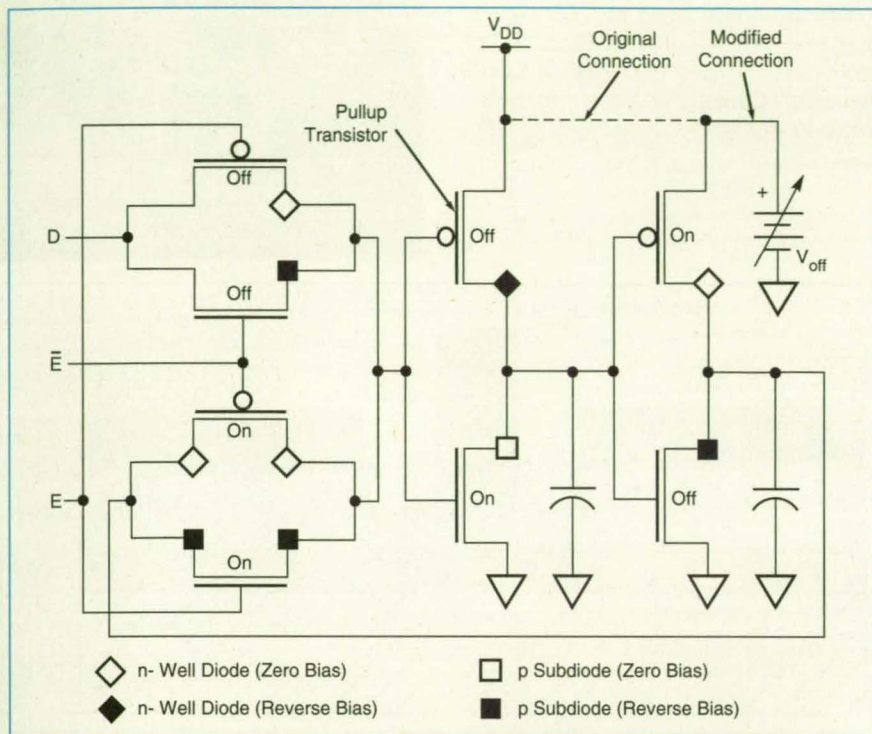 V_DD
Original
Connection
Modified
Connection
Pullup
Transistor
Off
D
Off
Off
On
+
V_off
E̅
On
E
On
On
Off
n- Well Diode (Zero Bias)
p Subdiode (Zero Bias)
n- Well Diode (Reverse Bias)
p Subdiode (Reverse Bias)